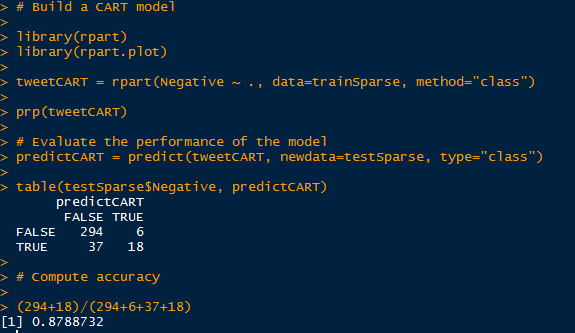 > # Build a CART model
>
> library(rpart)
> library(rpart.plot)
>
> tweetCART = rpart(Negative ~ ., data=trainSparse, method="class")
>
> prp(tweetCART)
>
> # Evaluate the performance of the model
> predictCART = predict(tweetCART, newdata=testSparse, type="class")
>
> table(testSparse$Negative, predictCART)
       predictCART
        FALSE TRUE
  FALSE   294    6
  TRUE     37   18
>
> # Compute accuracy
>
> (294+18)/(294+6+37+18)
[1] 0.8788732